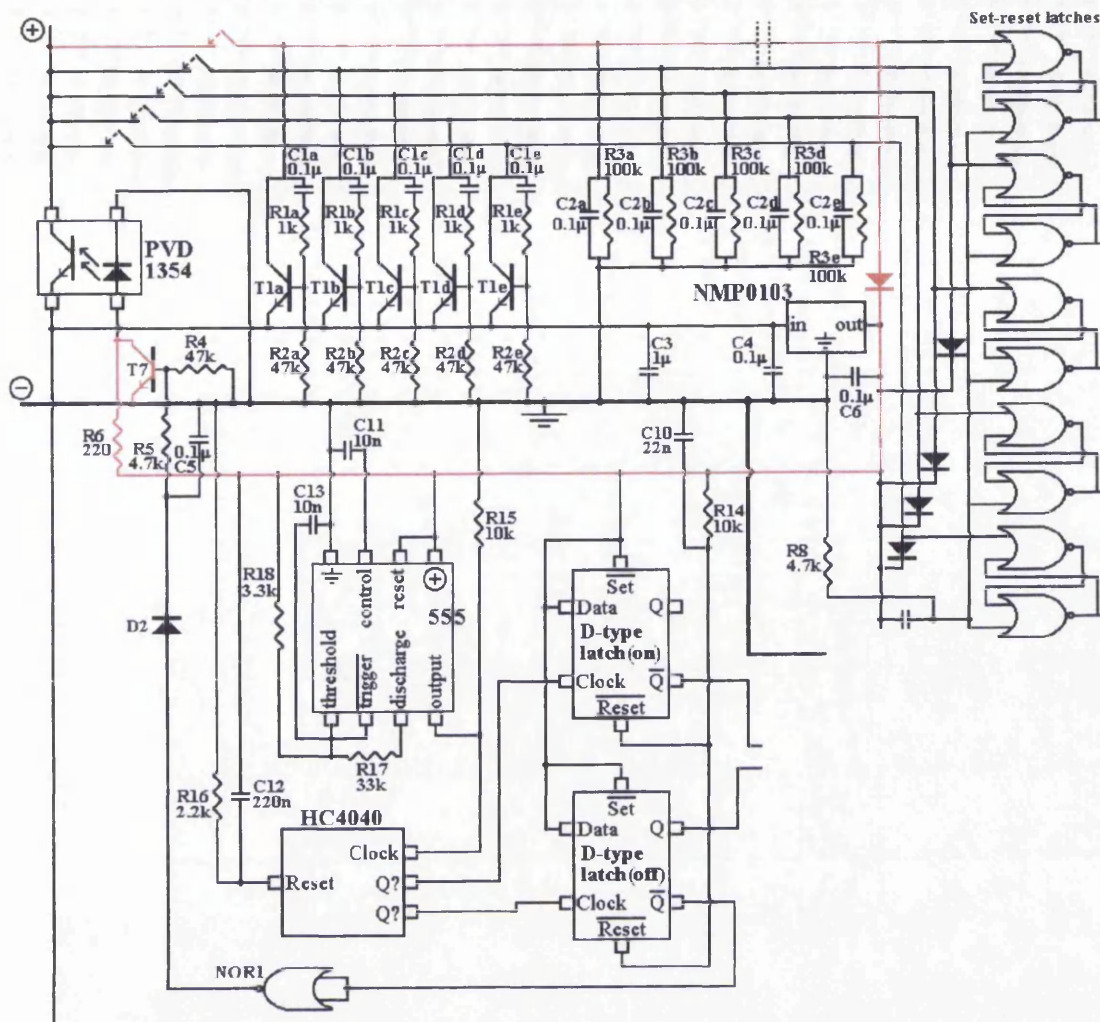 Set-reset latches
+
C1a
0.1µ
C1b
0.1µ
C1c
0.1µ
C1d
0.1µ
C1e
0.1µ
R3a
100k
R3b
100k
R3c
100k
R3d
100k
C2a
0.1µ
C2b
0.1µ
C2c
0.1µ
C2d
0.1µ
C2e
0.1µ
R3e
100k
R1a
1k
R1b
1k
R1c
1k
R1d
1k
R1e
1k
PVD
1354
T1a
T1b
T1c
T1d
T1e
NMP0103
in
out
R4
47k
T7
R2a
47k
R2b
47k
R2c
47k
R2d
47k
R2e
47k
C3
1µ
C4
0.1µ
0.1µ
C6
−
R6
220
R5
4.7k
0.1µ
C5
C11
10n
C10
22n
C13
10n
R15
10k
R14
10k
R8
4.7k
R18
3.3k
control
reset
+
555
threshold
trigger
discharge
output
D2
Set
Data
Q
D-type
latch(on)
Clock
Q
Reset
R17
33k
R16
2.2k
C12
220n
HC4040
Clock
Reset
Q?
Q?
Set
Data
Q
D-type
latch(off)
Clock
Q
Reset
NOR1